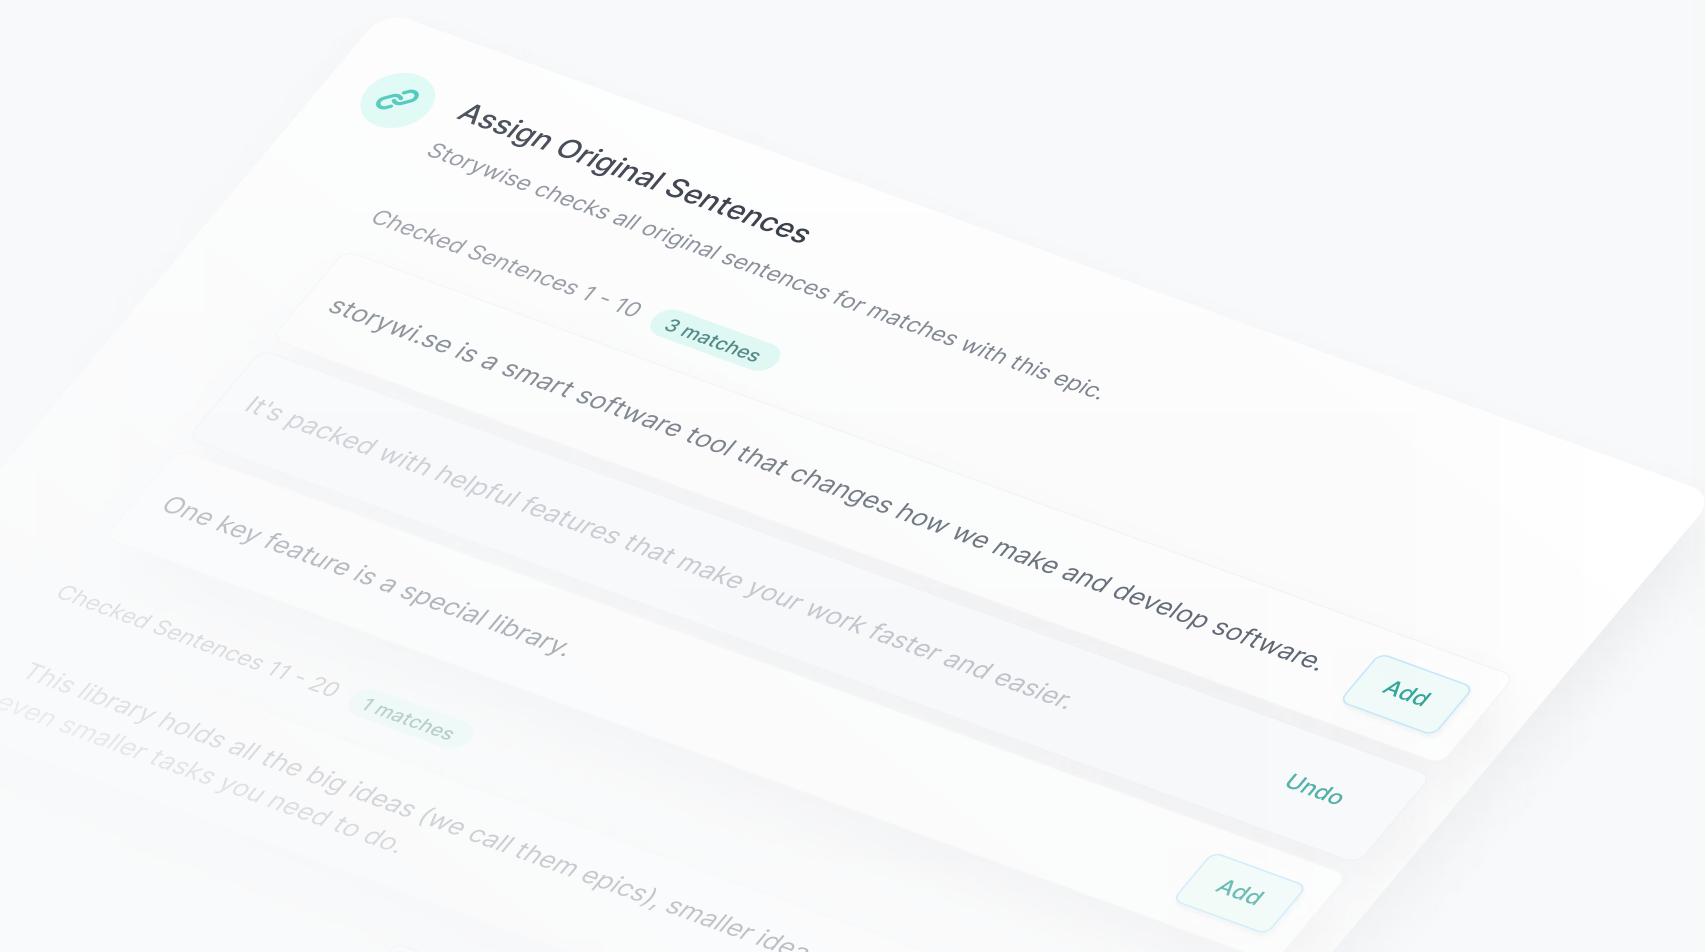 Assign Original Sentences
Storywise checks all original sentences for matches with this epic.
Checked Sentences 1 - 10 3 matches
storywi.se is a smart software tool that changes how we make and develop software.
Add
It's packed with helpful features that make your work faster and easier.
Undo
One key feature is a special library.
Add
Checked Sentences 11 - 20 1 matches
This library holds all the big ideas (we call them epics), smaller idea
even smaller tasks you need to do.